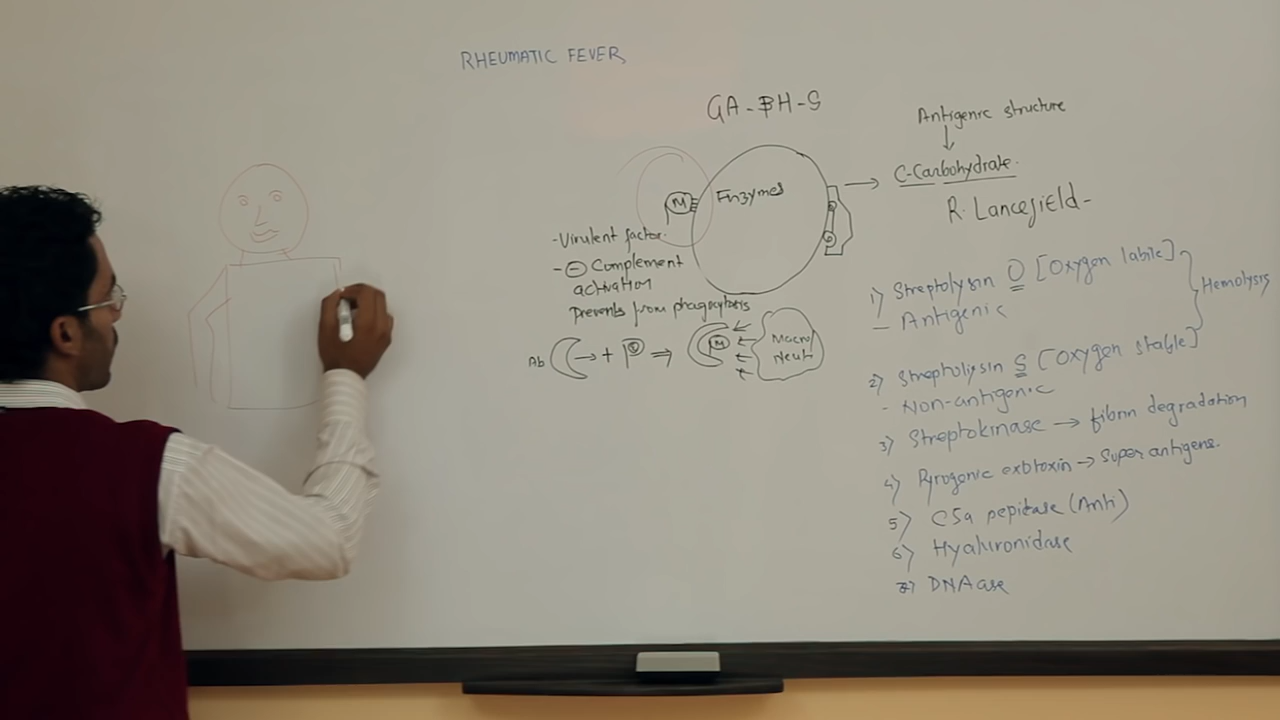 RHEUMATIC FEVER
GA-BH-S
Antigenic structure
↓
C-Carbohydrate.
R. Lancefield-
M
Enzymes
-Virulent factor.
-⊖ Complement
activation
Prevents from phagocytosis
Ab → + ⇒ M
Macro/
Neut
1) Streptolysin O [Oxygen labile]
- Antigenic
Hemolysis
2) Streptolysin S [Oxygen stable]
- Non-antigenic
3) Streptokinase → fibrin degradation
4) Pyrogenic exotoxin → Super antigens.
5) C5a pepitase (Anti)
6) Hyaluronidase
7) DNAase